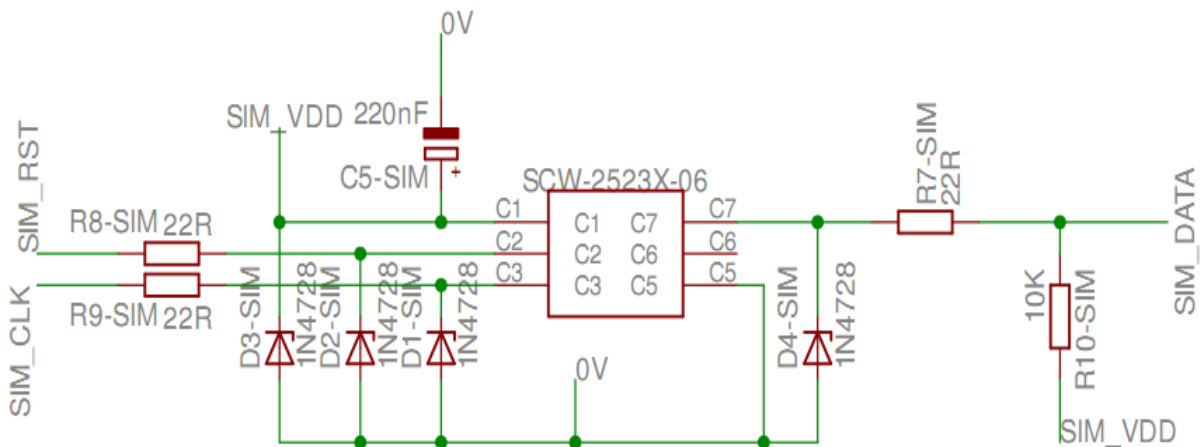 0V
SIM_VDD
220nF
C5-SIM
+
SCW-2523X-06
SIM_RST
R8-SIM 22R
R9-SIM 22R
SIM_CLK
C1
C2
C3
C1 C7
C2 C6
C3 C5
C7
C6
C5
R7-SIM
22R
SIM_DATA
D3-SIM
1N4728
D2-SIM
1N4728
D1-SIM
1N4728
0V
D4-SIM
1N4728
10K
R10-SIM
SIM_VDD